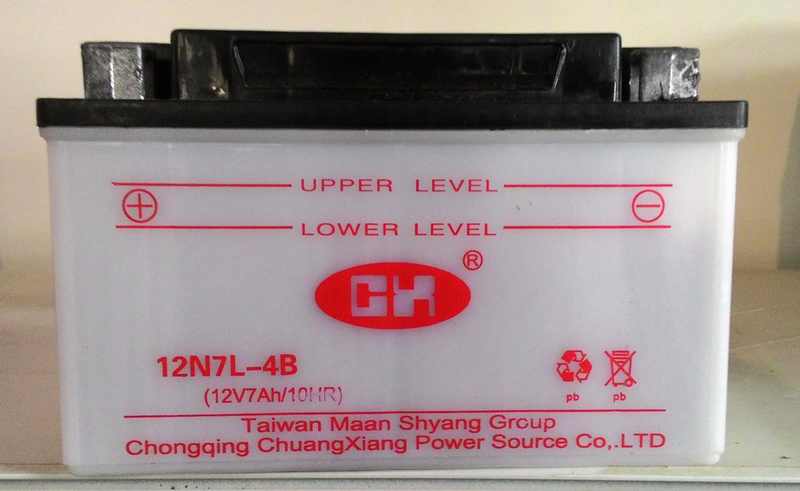 UPPER LEVEL
+ −
LOWER LEVEL
CX ®
12N7L-4B
(12V7Ah/10HR)
pb pb
Taiwan Maan Shyang Group
Chongqing ChuangXiang Power Source Co,.LTD